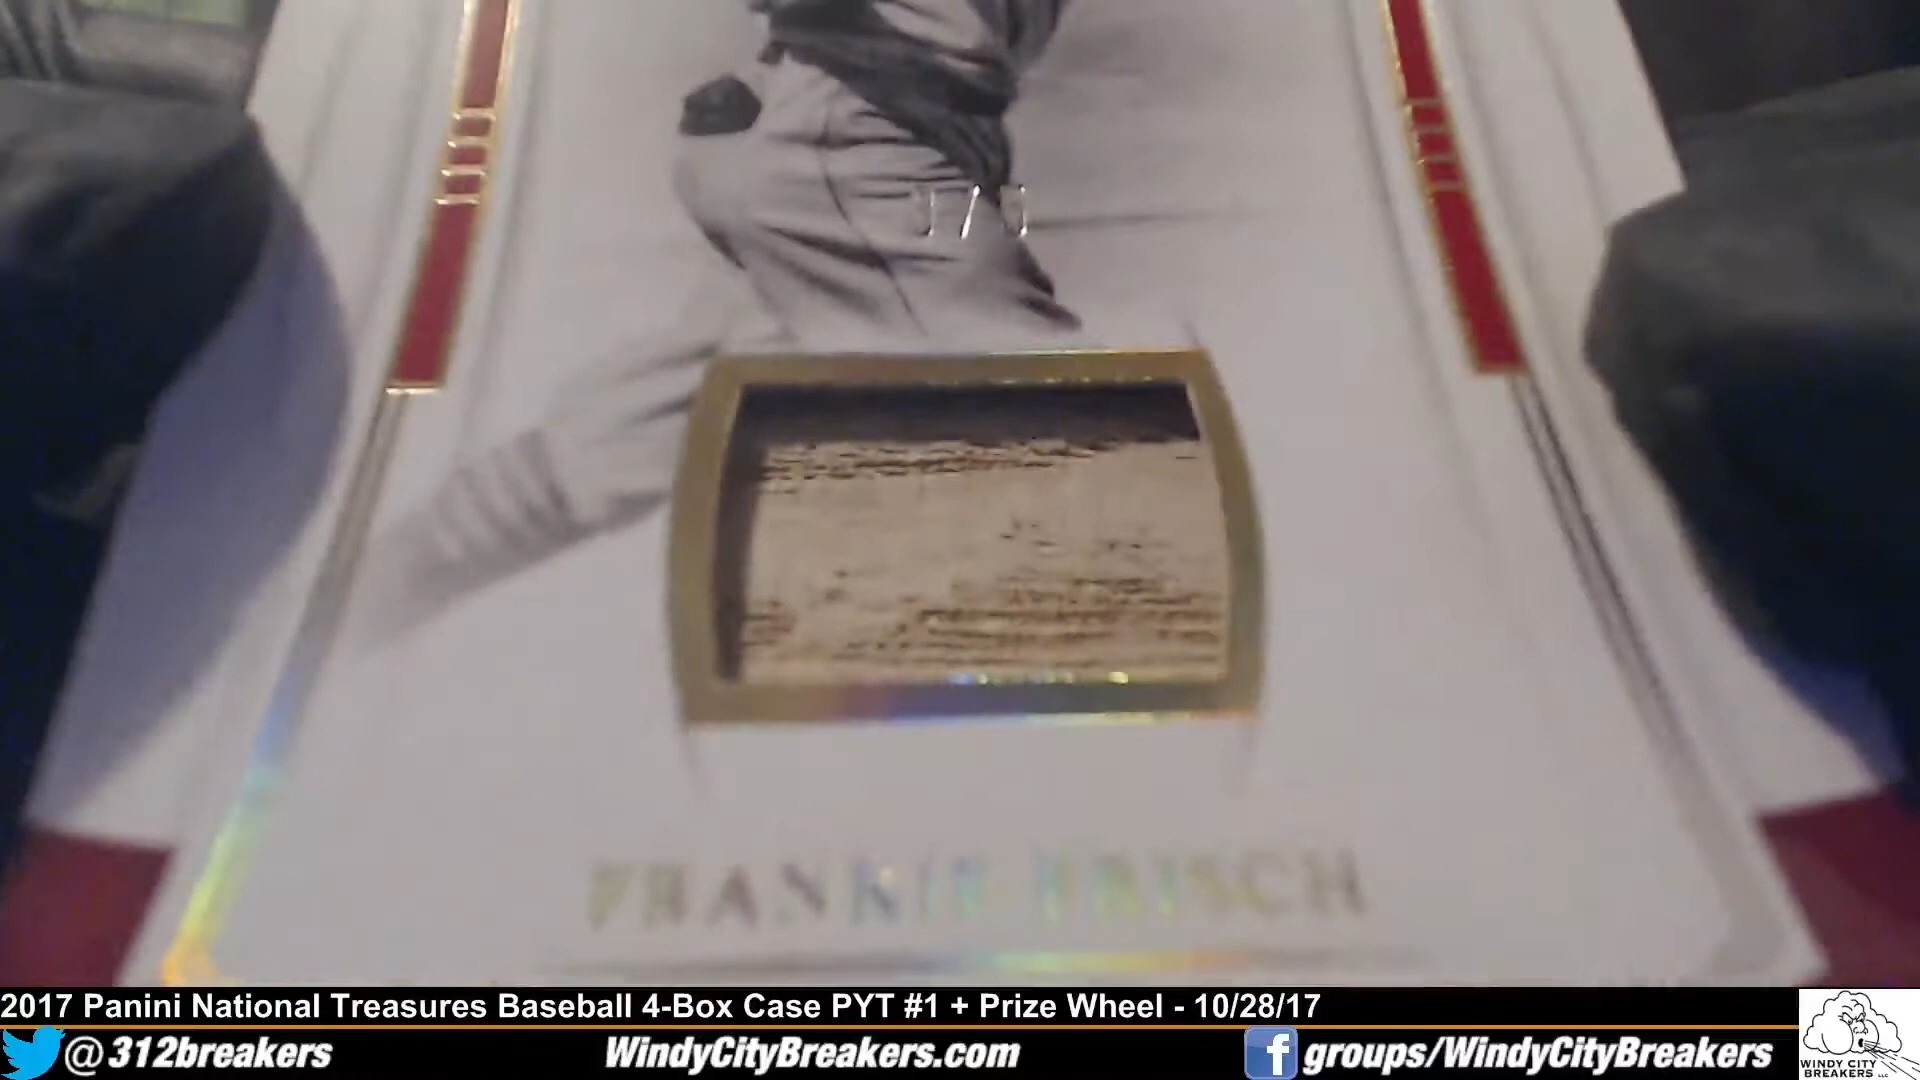 FRANKIE FRISCH
2017 Panini National Treasures Baseball 4-Box Case PYT #1 + Prize Wheel - 10/28/17
@312breakers
WindyCityBreakers.com
f groups/WindyCityBreakers
WINDY CITY
BREAKERS LLC